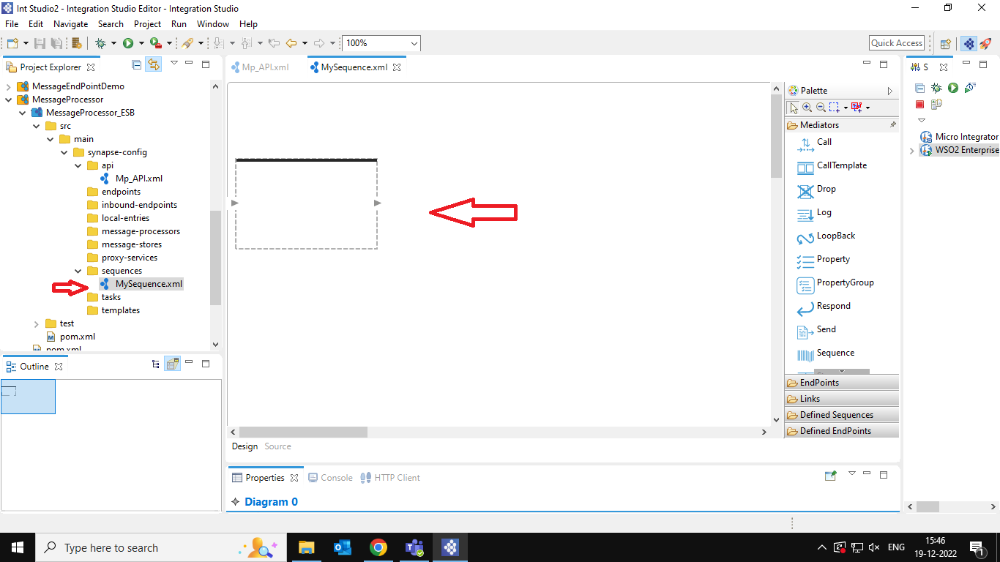 Int Studio2 - Integration Studio Editor - Integration Studio
File Edit Navigate Search Project Run Window Help
100%
Quick Access
Project Explorer
MessageEndPointDemo
MessageProcessor
MessageProcessor_ESB
src
main
synapse-config
api
Mp_API.xml
endpoints
inbound-endpoints
local-entries
message-processors
message-stores
proxy-services
sequences
MySequence.xml
tasks
templates
test
pom.xml
pom.xml
Outline
Mp_API.xml
MySequence.xml
Palette
Mediators
Call
CallTemplate
Drop
Log
LoopBack
Property
PropertyGroup
Respond
Send
Sequence
EndPoints
Links
Defined Sequences
Defined EndPoints
Design Source
Properties Console HTTP Client
Diagram 0
S
Micro Integrator
WSO2 Enterprise
Type here to search
ENG
15:46
19-12-2022
1